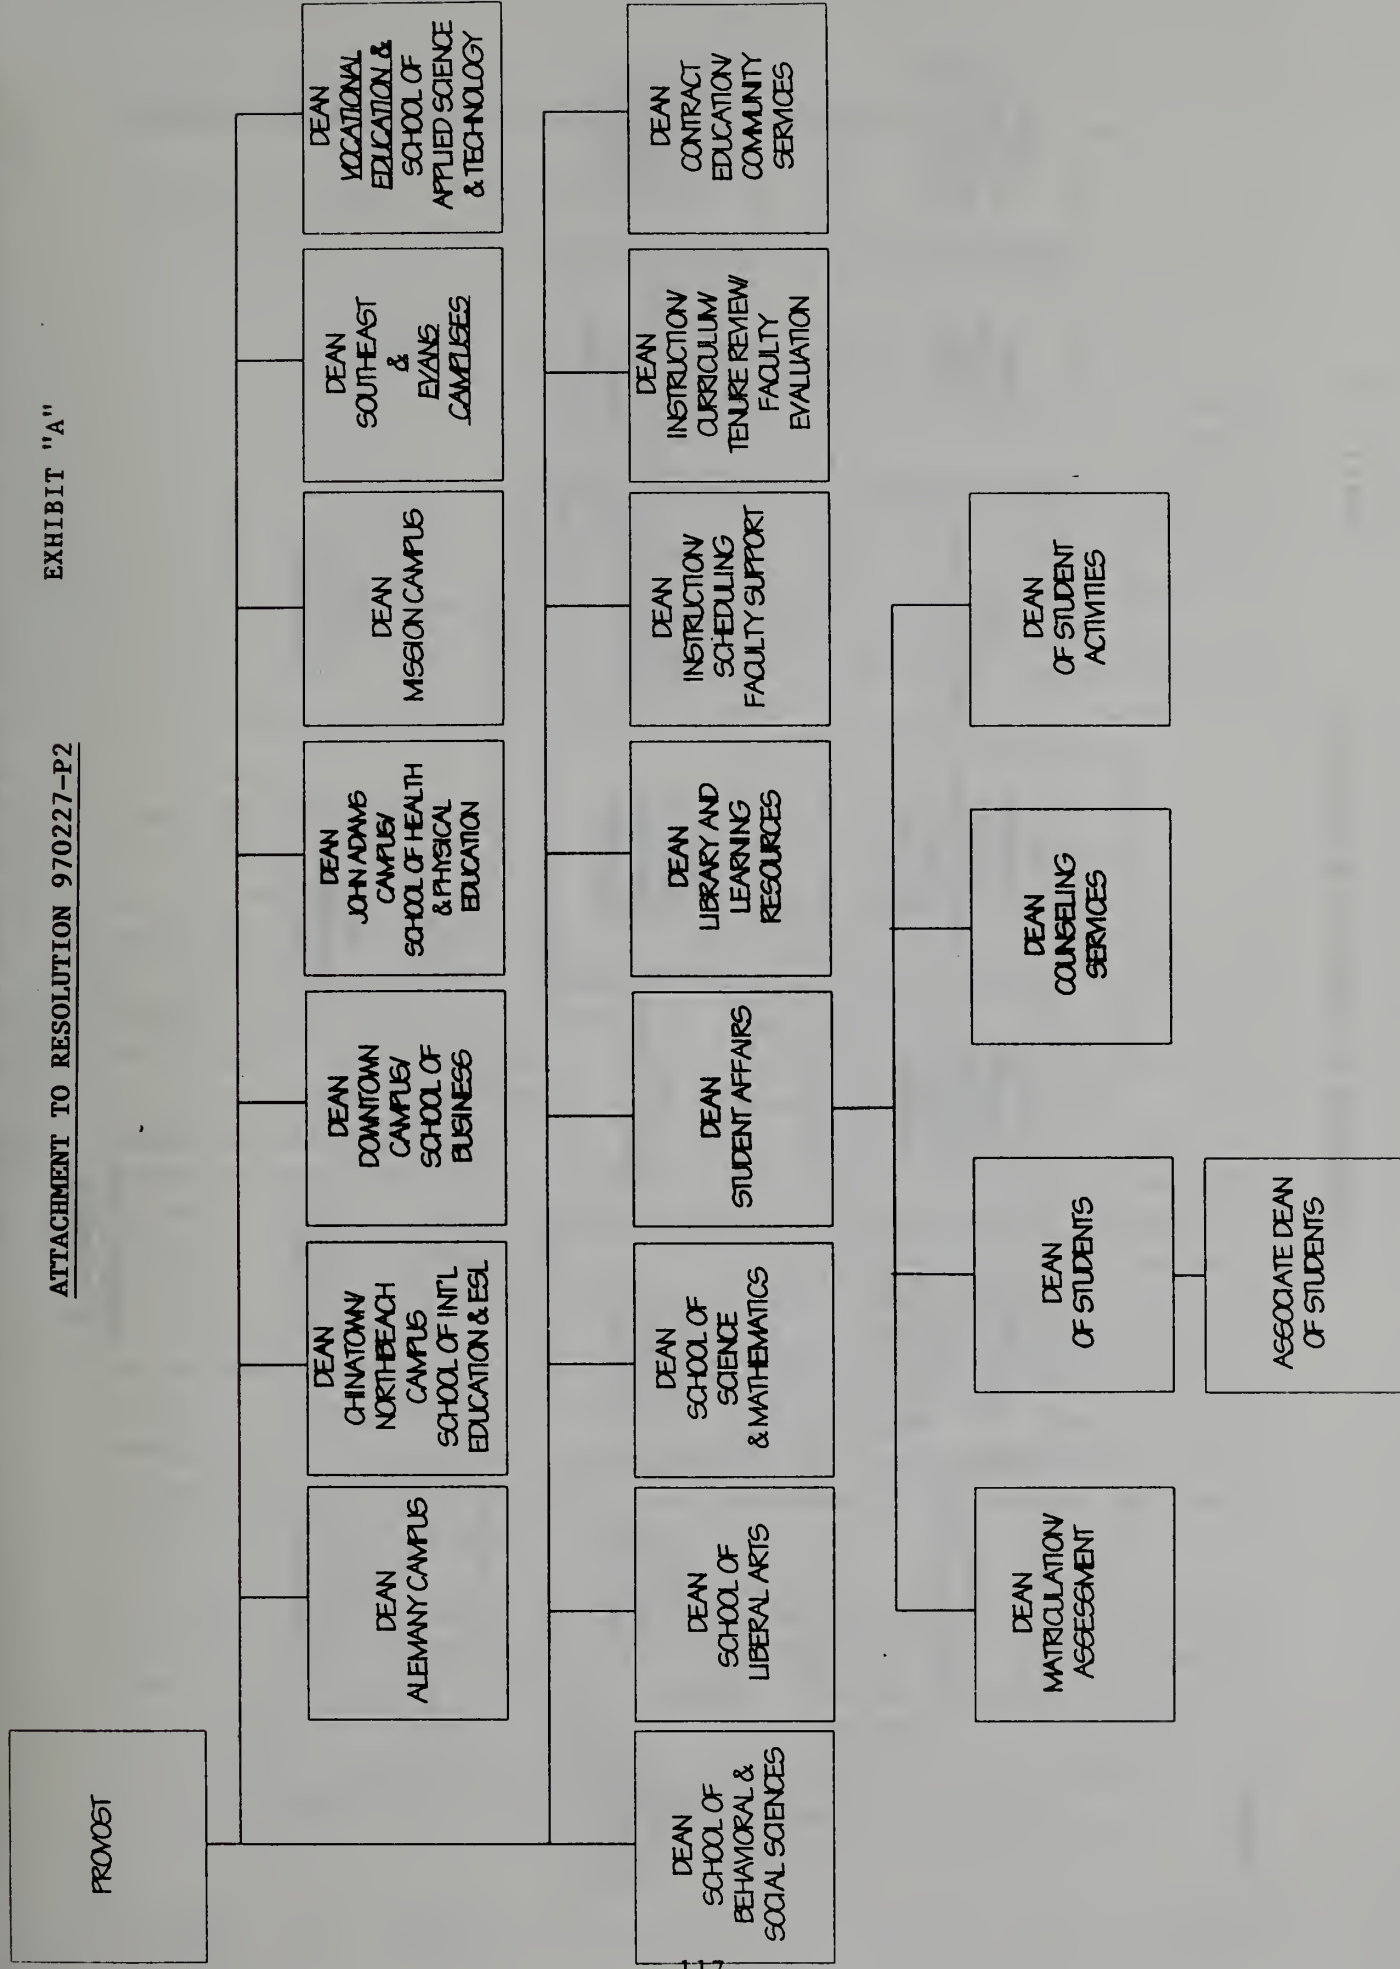 ATTACHMENT TO RESOLUTION 970227-P2
EXHIBIT "A"
PROVOST
DEAN
ALEMANY CAMPUS
DEAN
CHINATOWN/
NORTH BEACH
CAMPUS
SCHOOL OF INT'L
EDUCATION & ESL
DEAN
DOWNTOWN
CAMPUS/
SCHOOL OF
BUSINESS
DEAN
JOHN ADAMS
CAMPUS/
SCHOOL OF HEALTH
& PHYSICAL
EDUCATION
DEAN
MISSION CAMPUS
DEAN
SOUTHEAST
&
EVANS
CAMPUSES
DEAN
VOCATIONAL
EDUCATION &
SCHOOL OF
APPLIED SCIENCE
& TECHNOLOGY
DEAN
SCHOOL OF
BEHAVIORAL &
SOCIAL SCIENCES
DEAN
SCHOOL OF
LIBERAL ARTS
DEAN
SCHOOL OF
SCIENCE
& MATHEMATICS
DEAN
STUDENT AFFAIRS
DEAN
LIBRARY AND
LEARNING
RESOURCES
DEAN
INSTRUCTION/
SCHEDULING
FACULTY SUPPORT
DEAN
INSTRUCTION/
CURRICULUM/
TENURE REVIEW/
FACULTY
EVALUATION
DEAN
CONTRACT
EDUCATION/
COMMUNITY
SERVICES
DEAN
MATRICULATION/
ASSESSMENT
DEAN
OF STUDENTS
DEAN
COUNSELING
SERVICES
DEAN
OF STUDENT
ACTIVITIES
ASSOCIATE DEAN
OF STUDENTS